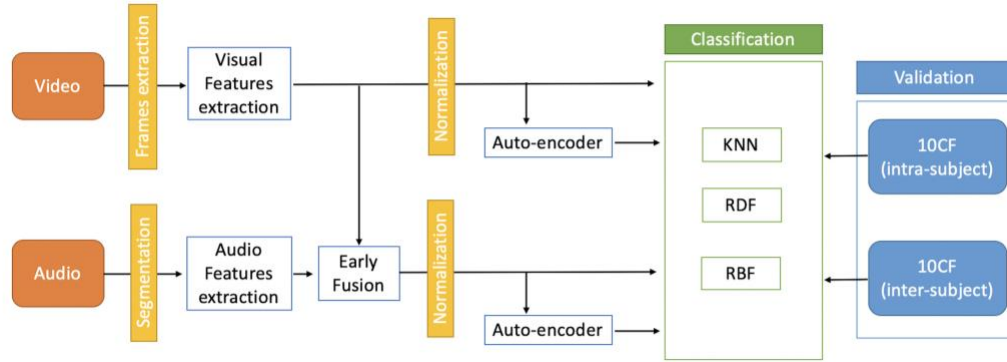 Video
Frames extraction
Visual
Features
extraction
Normalization
Auto-encoder
Classification
KNN
RDF
RBF
Validation
10CF
(intra-subject)
10CF
(inter-subject)
Audio
Segmentation
Audio
Features
extraction
Early
Fusion
Normalization
Auto-encoder